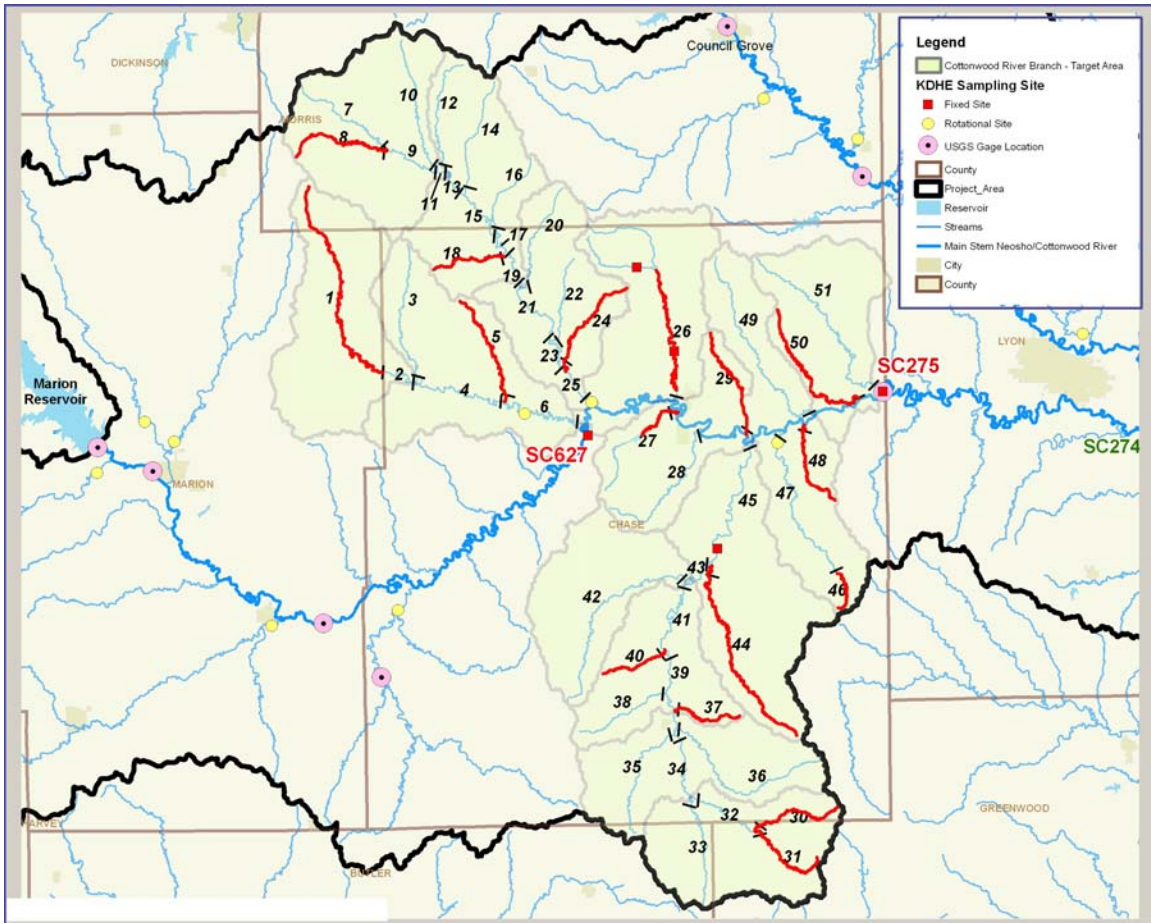 Council Grove
DICKINSON
MORRIS
Legend
Cottonwood River Branch - Target Area
KDHE Sampling Site
Fixed Site
Rotational Site
USGS Gage Location
County
Project_Area
Reservoir
Streams
Main Stem Neosho/Cottonwood River
City
County
7
10
12
14
8
9
16
13
11
15
20
17
18
19
1
3
22
21
51
49
5
24
26
50
LYON
23
29
2
4
25
SC275
Marion
Reservoir
6
27
SC627
SC274
28
48
45
47
MARION
CHASE
43
46
42
41
44
40
39
38
37
35
34
36
32
30
GREENWOOD
33
31
HARVEY
BUTLER